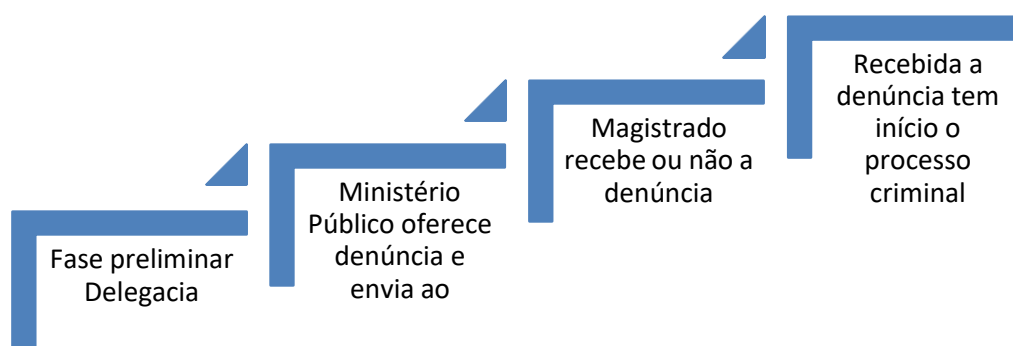 Fase preliminar
Delegacia
Ministério
Público oferece
denúncia e
envia ao
Magistrado
recebe ou não a
denúncia
Recebida a
denúncia tem
início o
processo
criminal